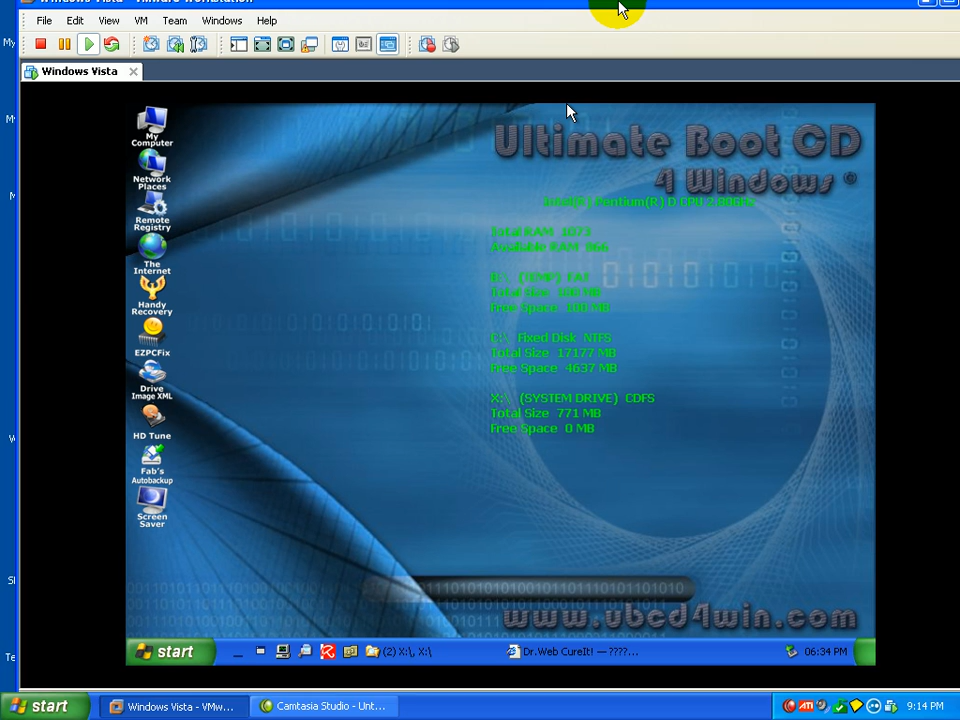 File Edit View VM Team Windows Help
Windows Vista
Ultimate Boot CD
4 Windows ®
Intel(R) Pentium(R) D CPU 2.80GHz
Total RAM 1073
Available RAM 866
B:\ (TEMP) FAT
Total Size 100 MB
Free Space 100 MB
C:\ Fixed Disk NTFS
Total Size 17177 MB
Free Space 4637 MB
X:\ (SYSTEM DRIVE) CDFS
Total Size 771 MB
Free Space 0 MB
My
Computer
Network
Places
Remote
Registry
The
Internet
Handy
Recovery
EZPCFix
Drive
Image XML
HD Tune
Fab's
Autobackup
Screen
Saver
www.ubcd4win.com
start
(2) X:\, X:\
Dr.Web CureIt! — ????...
06:34 PM
start
Windows Vista - VMw...
Camtasia Studio - Unt...
9:14 PM